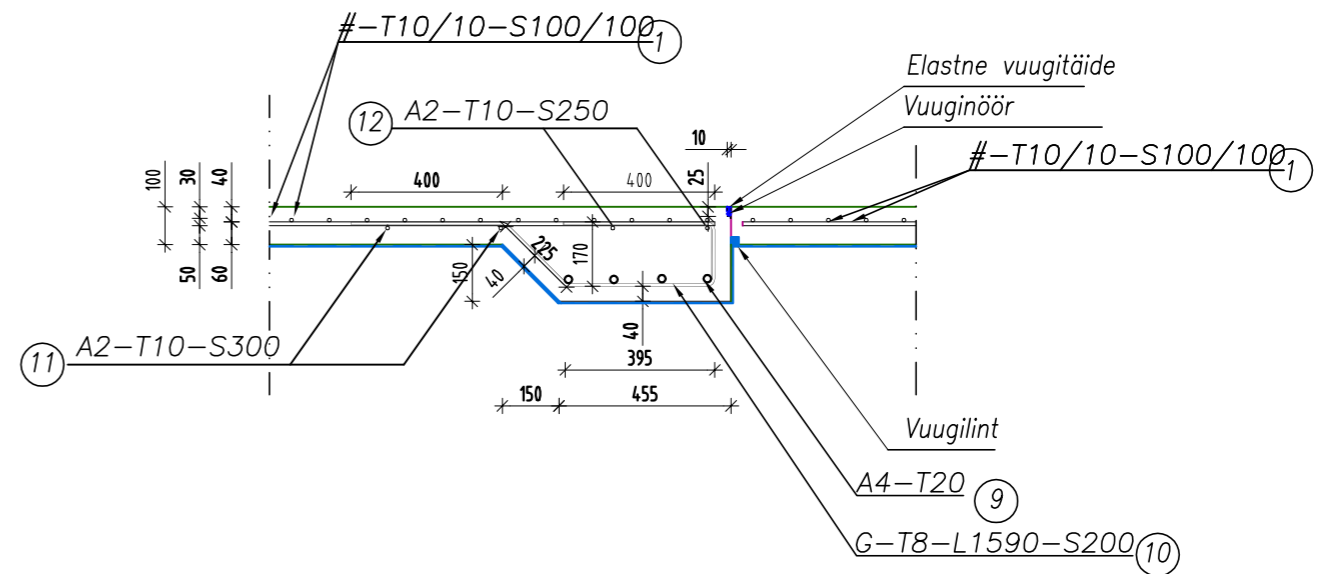 #-T10/10-S100/100 1
Elastne vuugitäide
12 A2-T10-S250
Vuuginöör
10
#-T10/10-S100/100 1
100
30
40
400
400
25
50
60
150
40
225
170
40
A2-T10-S300
11
395
150
455
Vuugilint
A4-T20
9
G-T8-L1590-S200 10